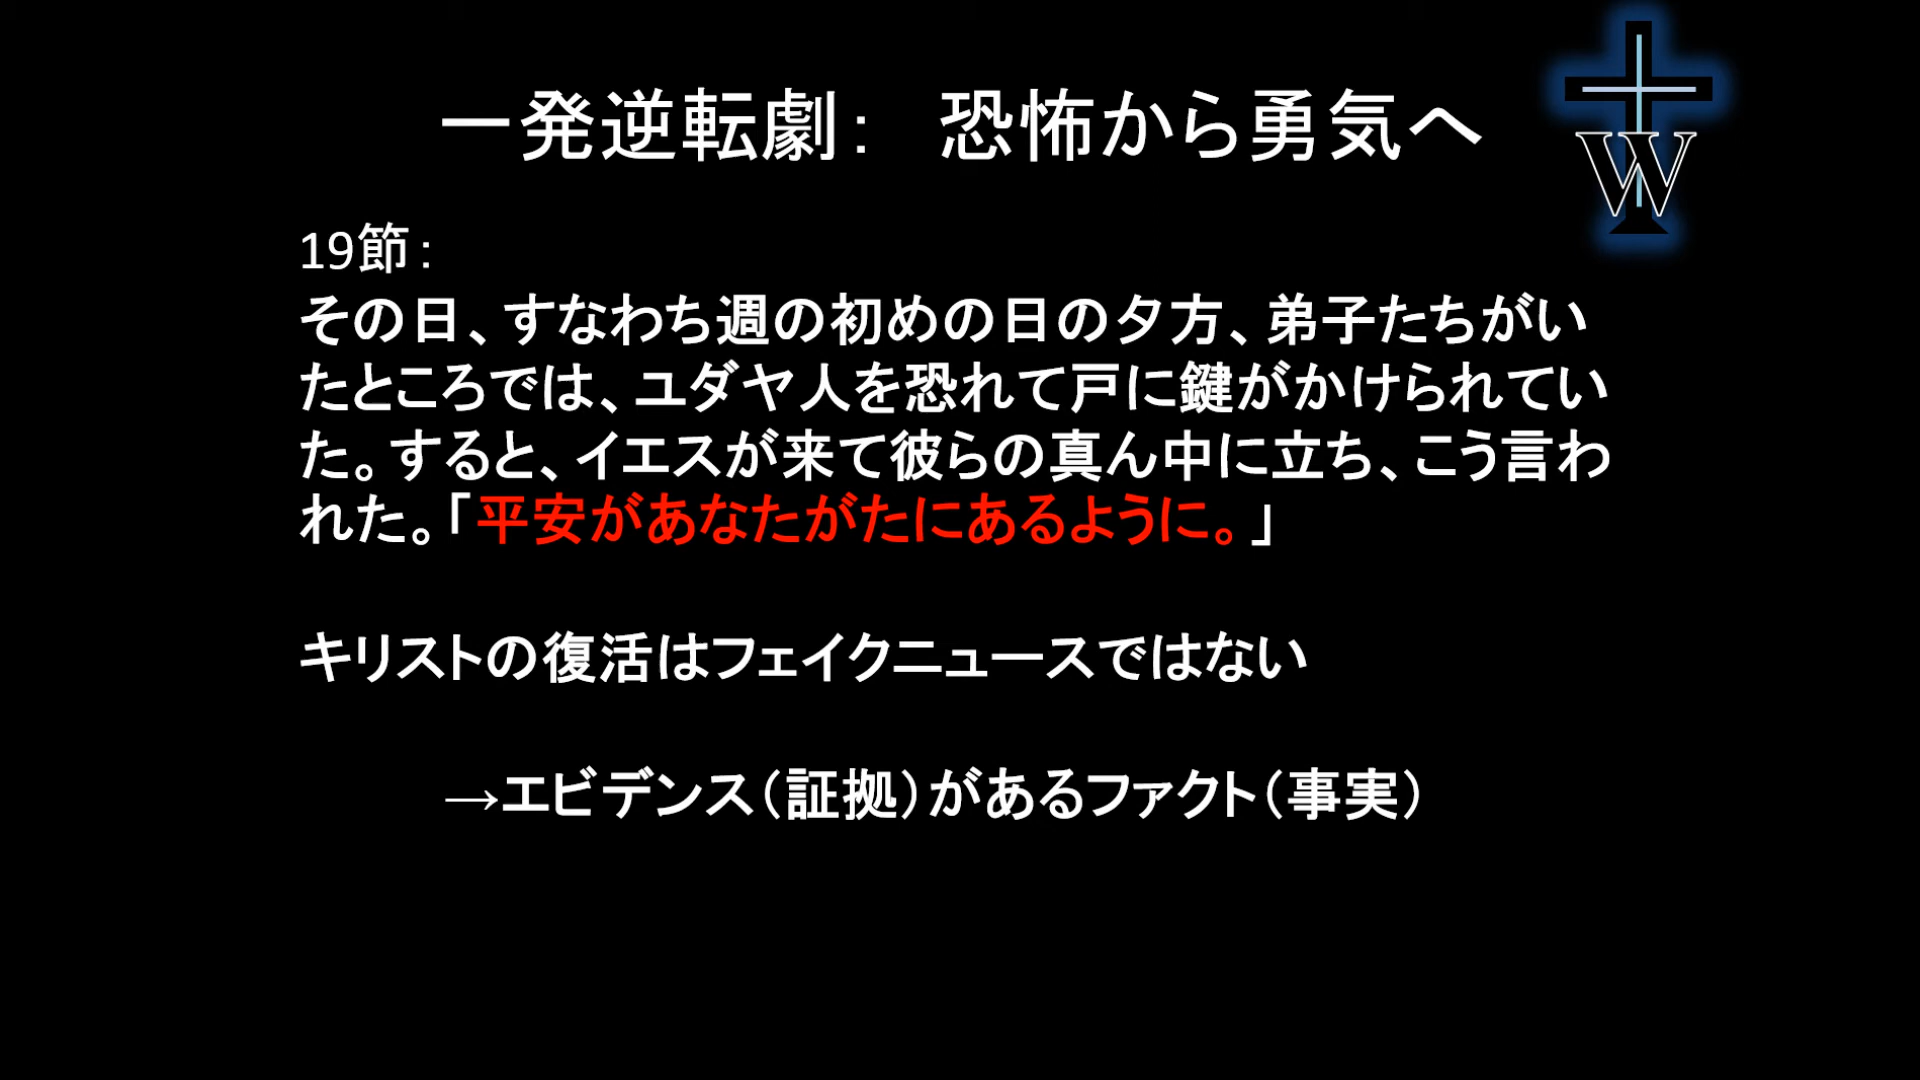 一発逆転劇： 恐怖から勇気へ
W
19節：
その日、すなわち週の初めの日の夕方、弟子たちがい
たところでは、ユダヤ人を恐れて戸に鍵がかけられてい
た。すると、イエスが来て彼らの真ん中に立ち、こう言わ
れた。「平安があなたがたにあるように。」
キリストの復活はフェイクニュースではない
→エビデンス（証拠）があるファクト（事実）